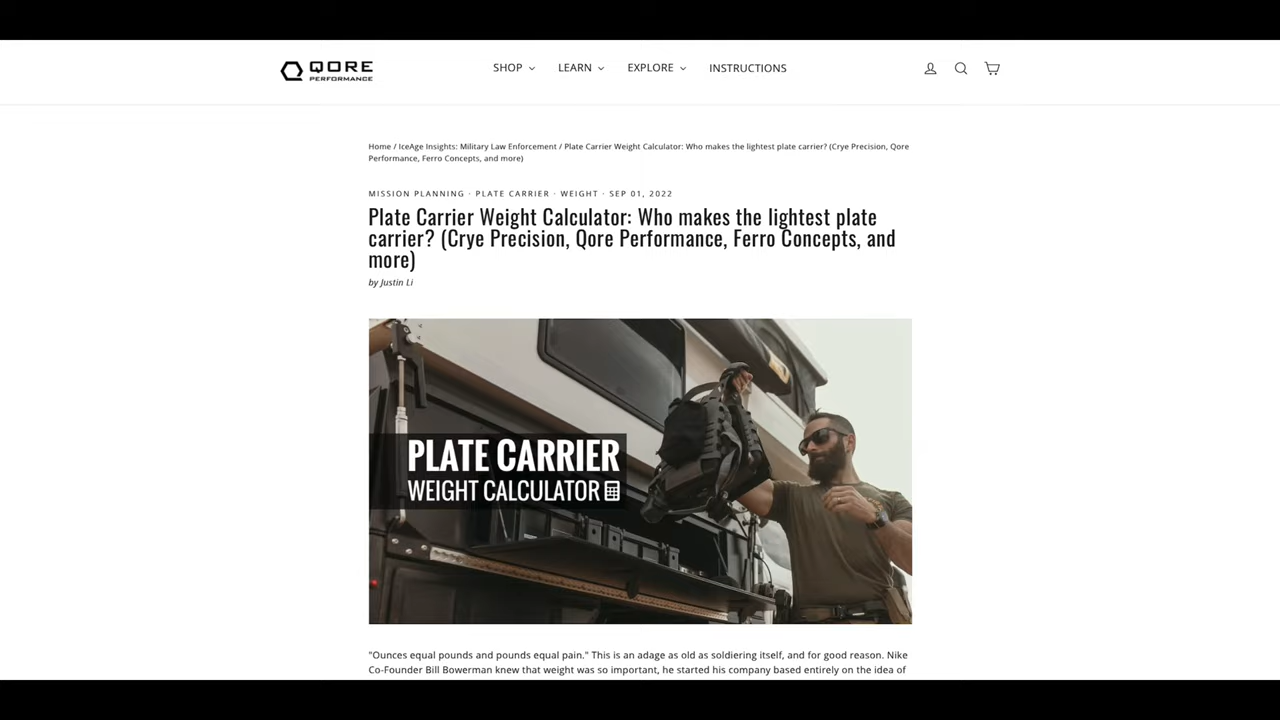 QORE
PERFORMANCE
SHOP
LEARN
EXPLORE
INSTRUCTIONS
Home / IceAge Insights: Military Law Enforcement / Plate Carrier Weight Calculator: Who makes the lightest plate carrier? (Crye Precision, Qore
Performance, Ferro Concepts, and more)
MISSION PLANNING · PLATE CARRIER · WEIGHT · SEP 01, 2022
Plate Carrier Weight Calculator: Who makes the lightest plate
carrier? (Crye Precision, Qore Performance, Ferro Concepts, and
more)
by Justin Li
PLATE CARRIER
WEIGHT CALCULATOR
"Ounces equal pounds and pounds equal pain." This is an adage as old as soldiering itself, and for good reason. Nike
Co-Founder Bill Bowerman knew that weight was so important, he started his company based entirely on the idea of